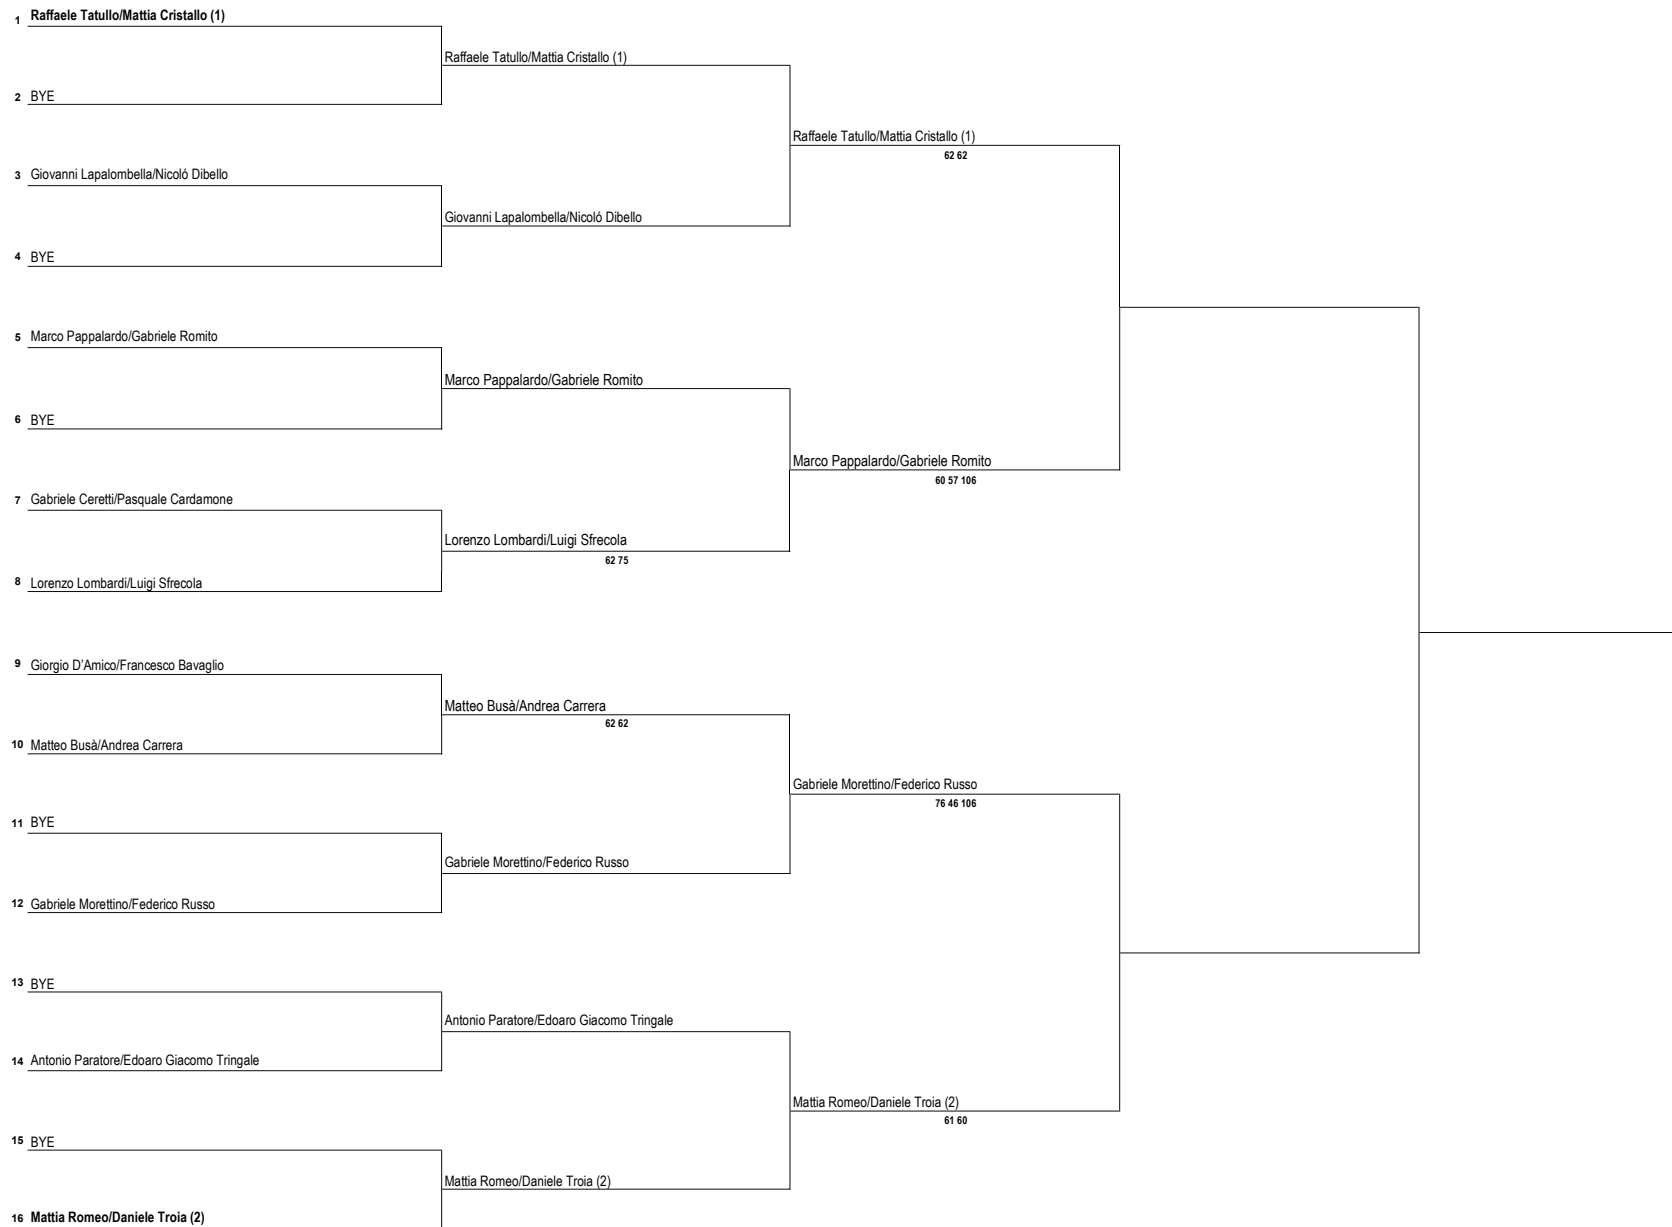 1 Raffaele Tatullo/Mattia Cristallo (1)
Raffaele Tatullo/Mattia Cristallo (1)
2 BYE
Raffaele Tatullo/Mattia Cristallo (1)
62 62
3 Giovanni Lapalombella/Nicoló Dibello
Giovanni Lapalombella/Nicoló Dibello
4 BYE
5 Marco Pappalardo/Gabriele Romito
Marco Pappalardo/Gabriele Romito
6 BYE
Marco Pappalardo/Gabriele Romito
60 57 106
7 Gabriele Ceretti/Pasquale Cardamone
Lorenzo Lombardi/Luigi Sfrecola
62 75
8 Lorenzo Lombardi/Luigi Sfrecola
9 Giorgio D'Amico/Francesco Bavaglio
Matteo Busà/Andrea Carrera
62 62
10 Matteo Busà/Andrea Carrera
Gabriele Morettino/Federico Russo
76 46 106
11 BYE
Gabriele Morettino/Federico Russo
12 Gabriele Morettino/Federico Russo
13 BYE
Antonio Paratore/Edoaro Giacomo Tringale
14 Antonio Paratore/Edoaro Giacomo Tringale
Mattia Romeo/Daniele Troia (2)
61 60
15 BYE
Mattia Romeo/Daniele Troia (2)
16 Mattia Romeo/Daniele Troia (2)